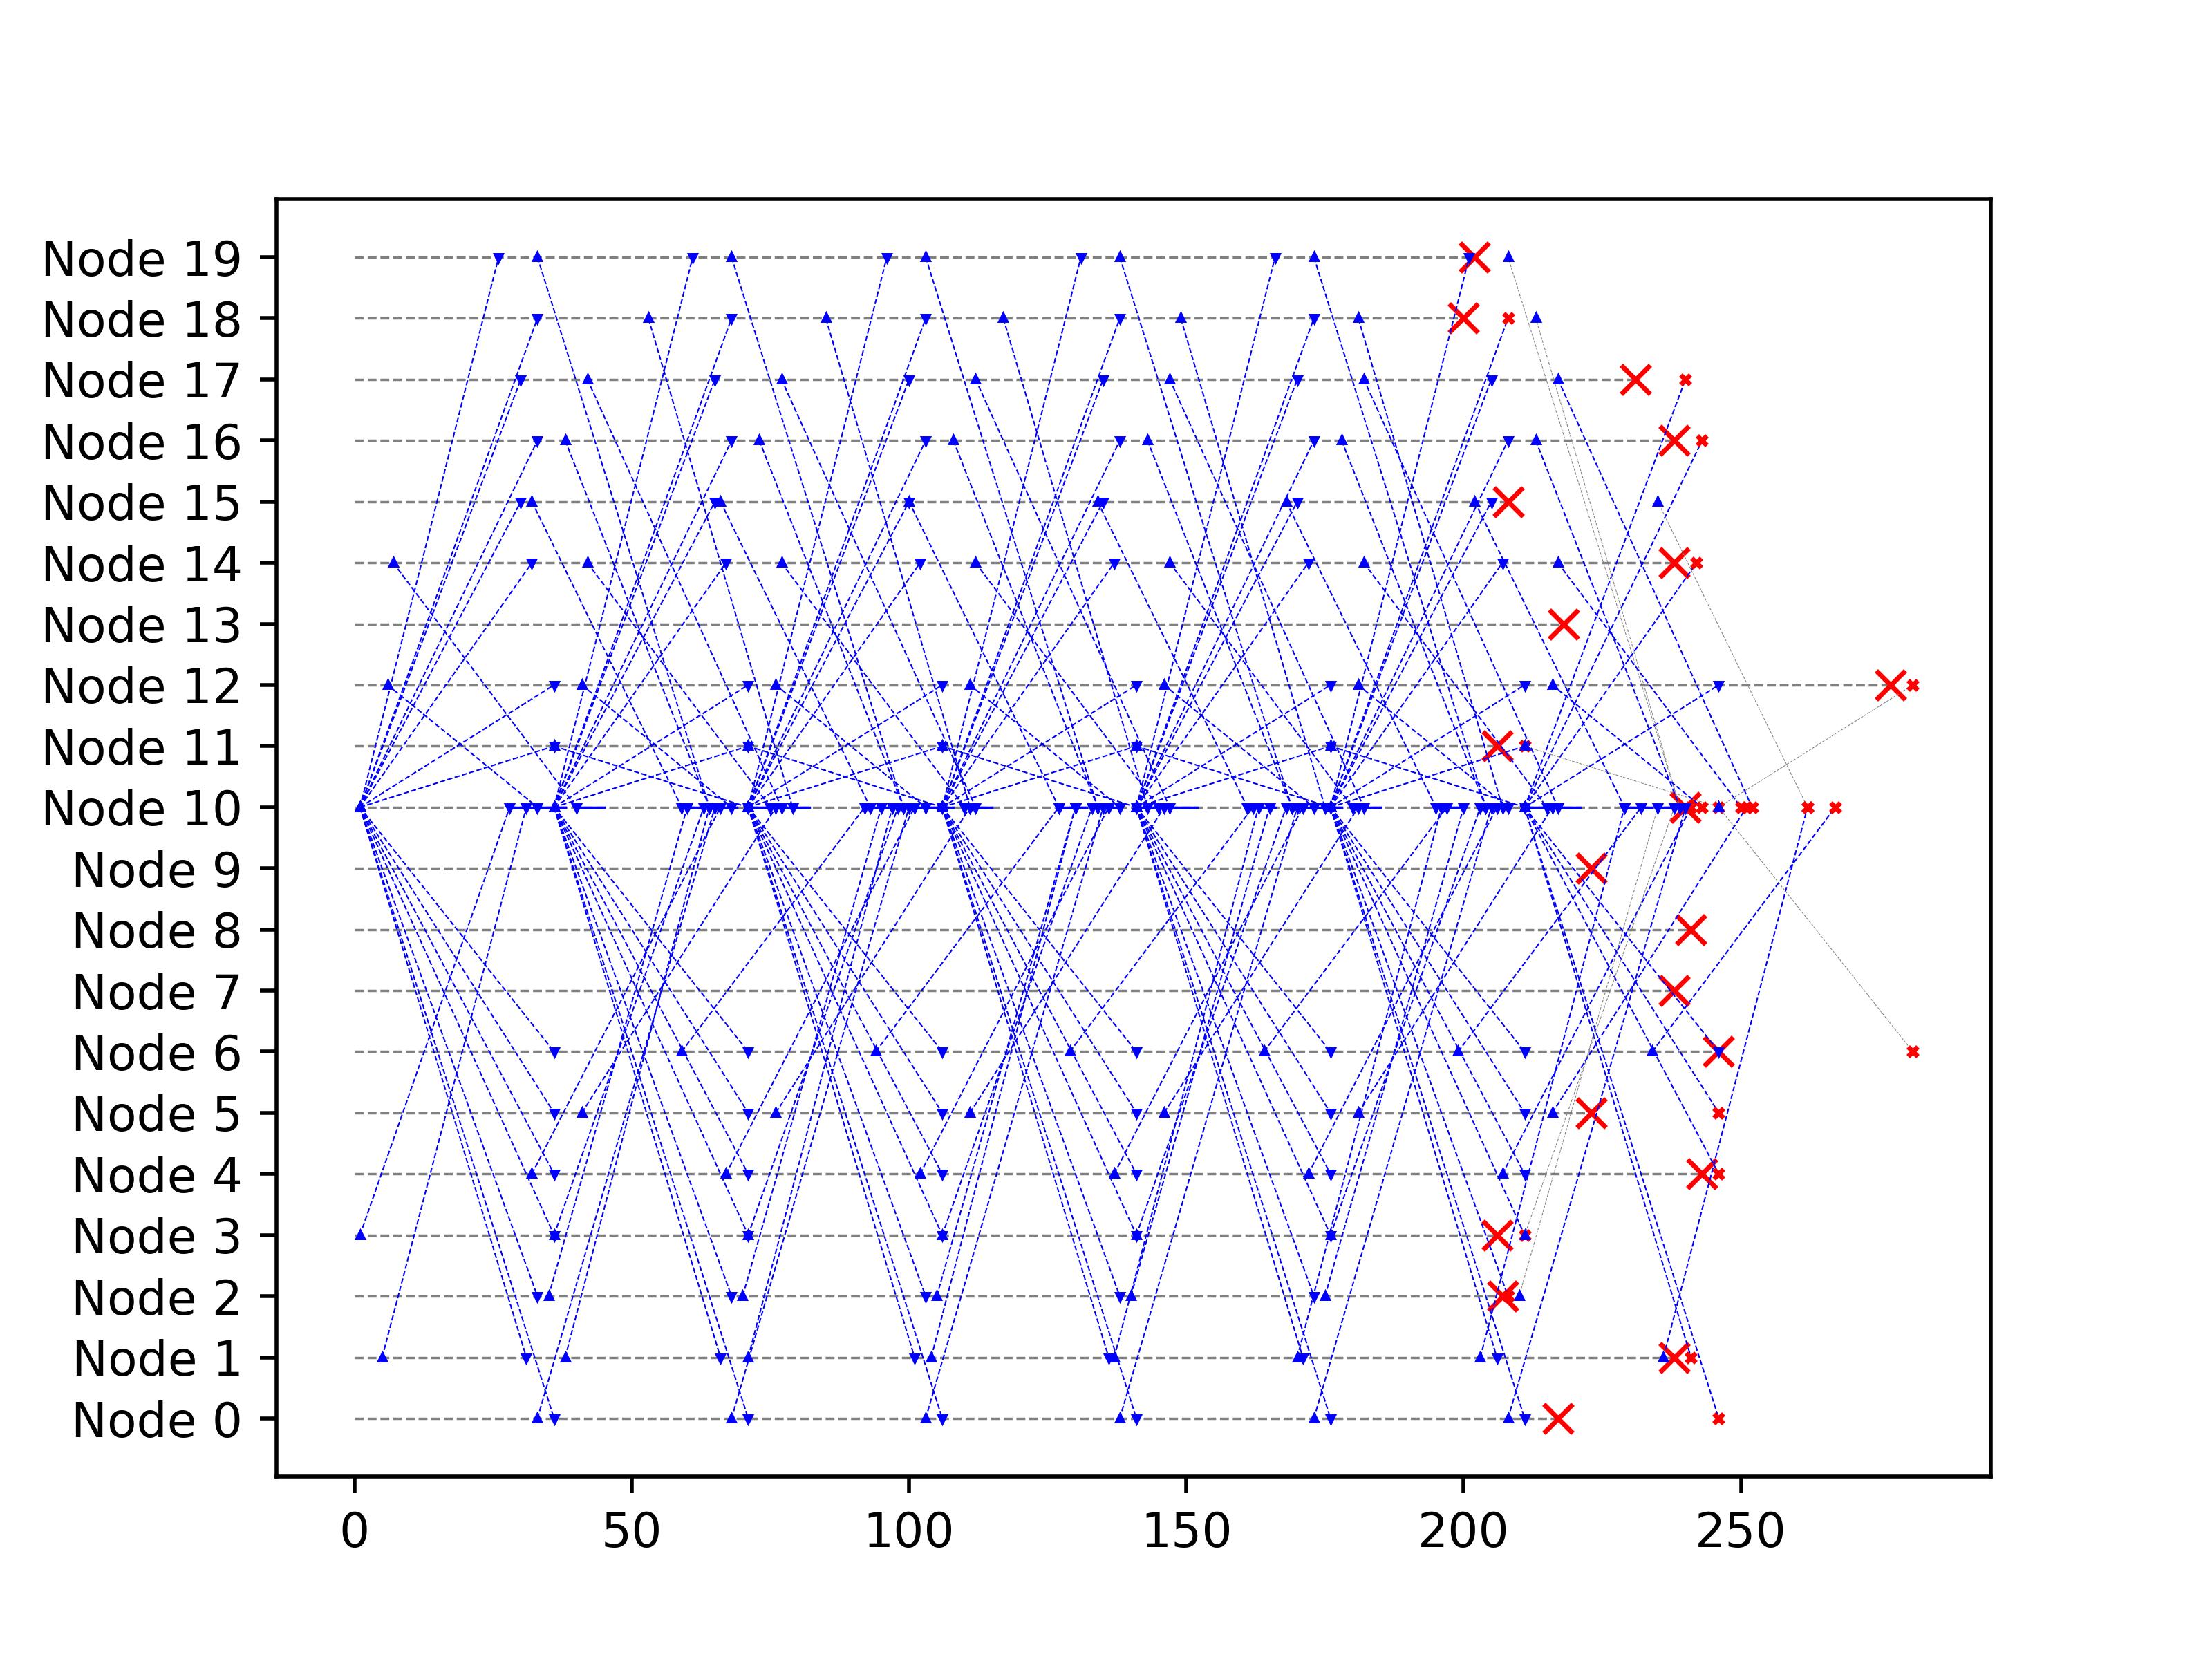 Node 19
Node 18
Node 17
Node 16
Node 15
Node 14
Node 13
Node 12
Node 11
Node 10
Node 9
Node 8
Node 7
Node 6
Node 5
Node 4
Node 3
Node 2
Node 1
Node 0
0 50 100 150 200 250